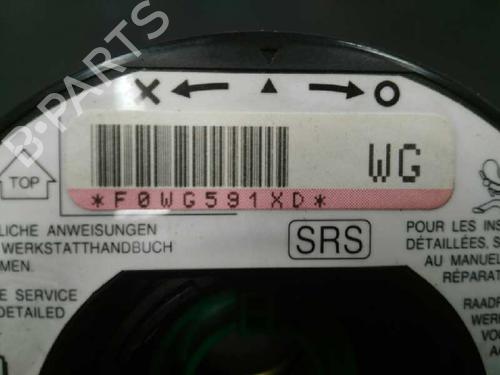 WG
*F0WG591XD*
TOP
B-PARTS
LICHE ANWEISUNGEN
WERKSTATTHANDBUCH
MEN.
E SERVICE
DETAILED
SRS
POUR LES INS
DÉTAILLÉES, S
AU MANUEL
RÉPARAT
RAADP
WERK
VOO
A